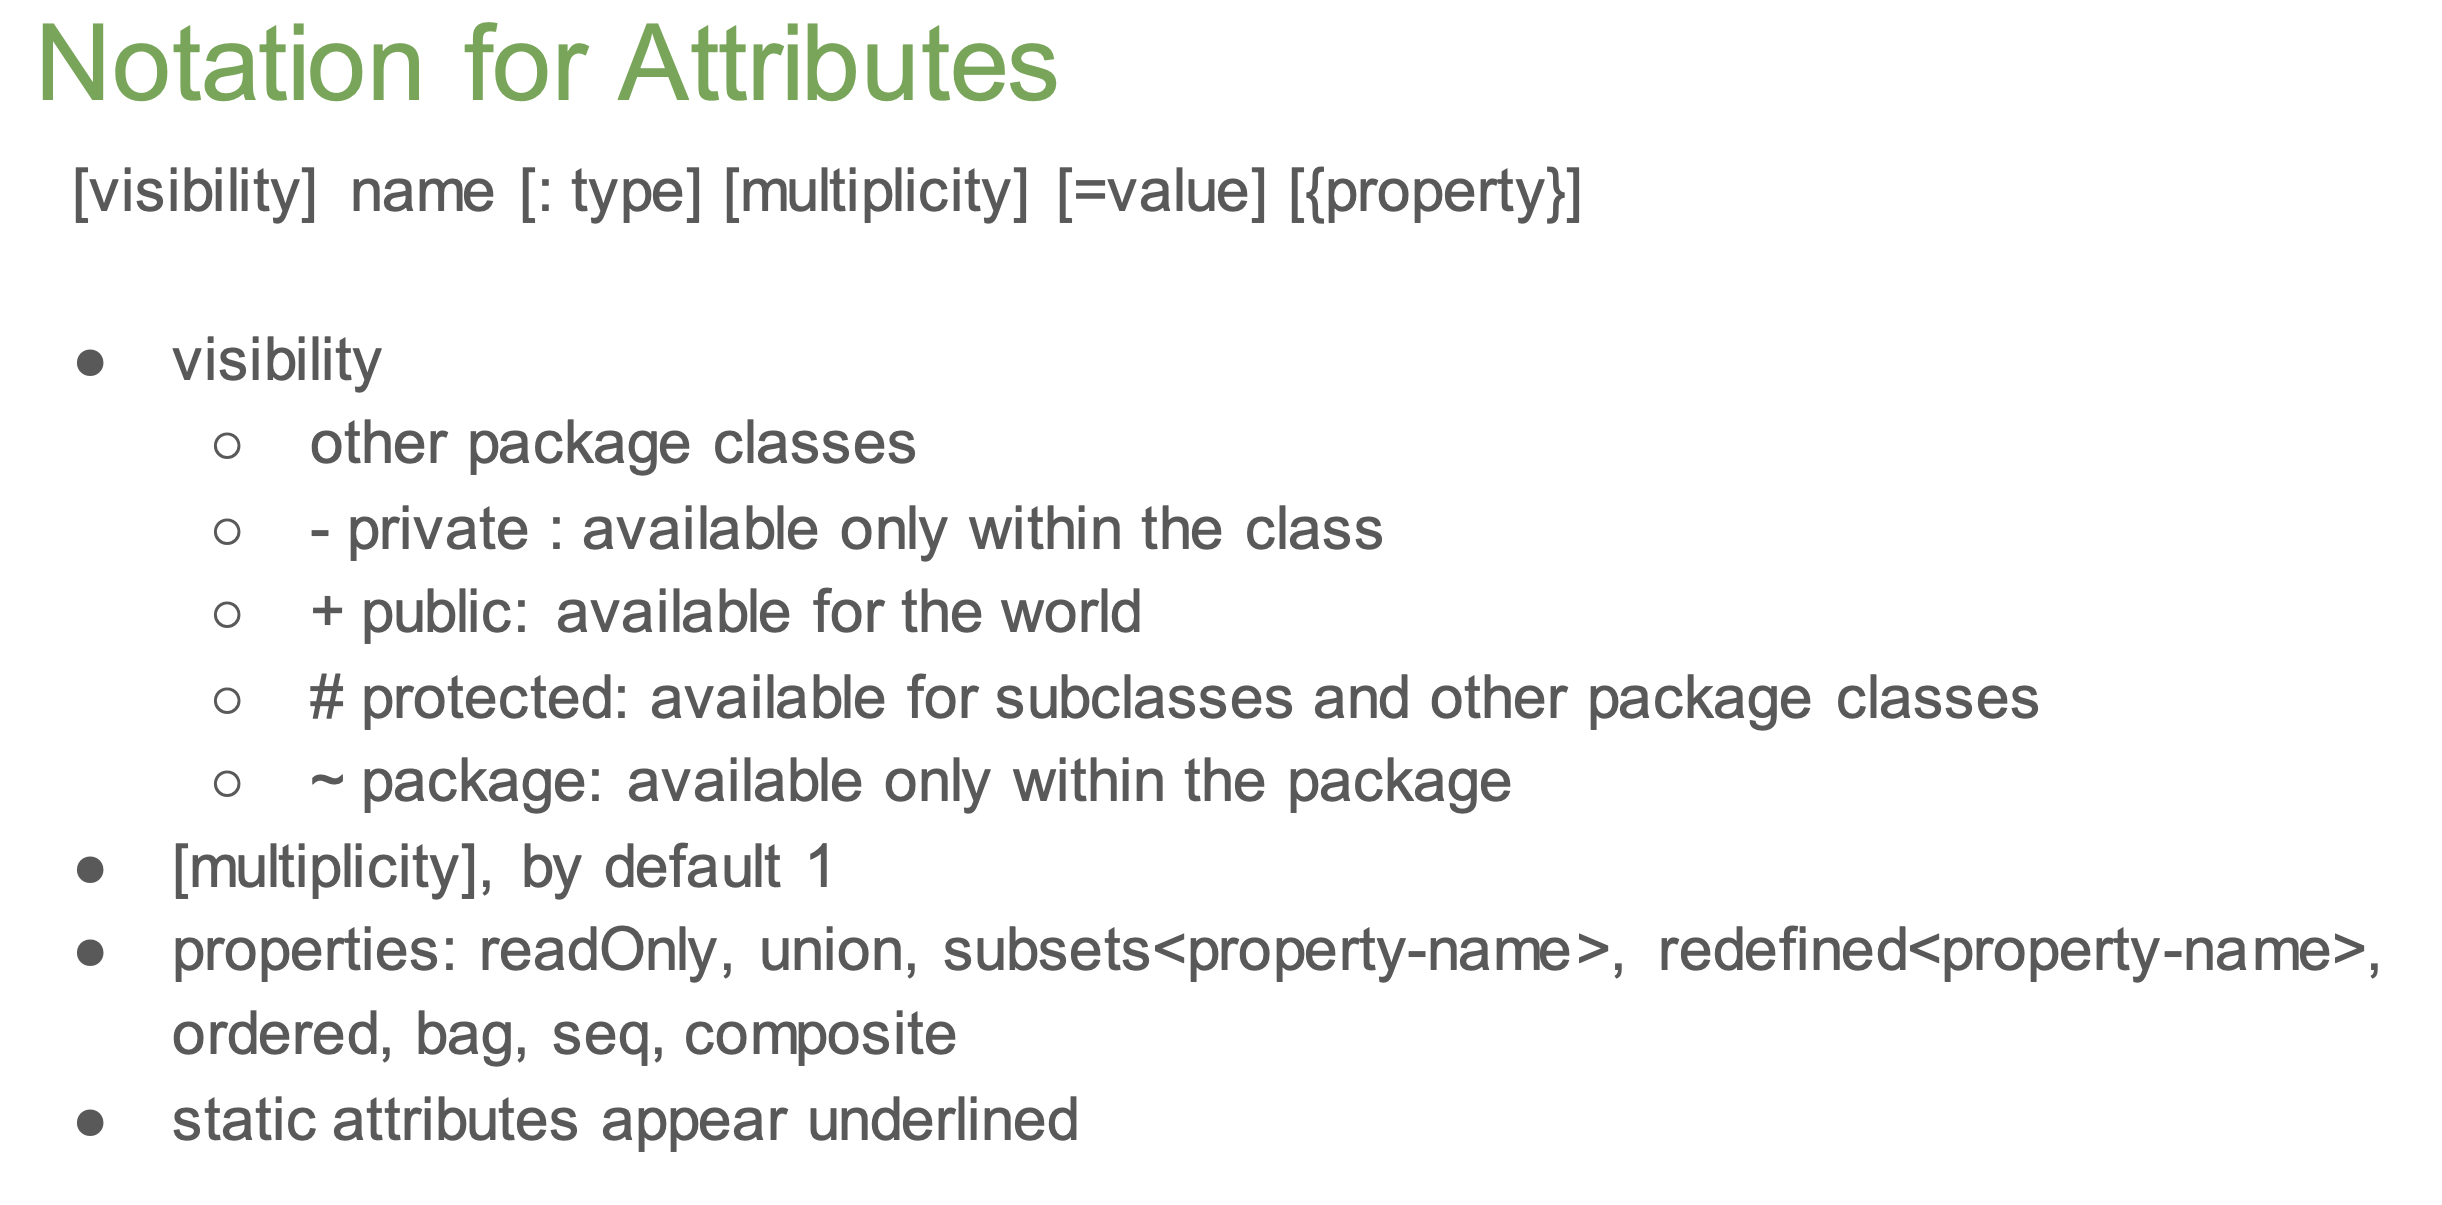 Notation for Attributes
[visibility] name [: type] [multiplicity] [=value] [{property}]
● visibility
○ other package classes
○ - private : available only within the class
○ + public: available for the world
○ # protected: available for subclasses and other package classes
○ ~ package: available only within the package
● [multiplicity], by default 1
● properties: readOnly, union, subsets<property-name>, redefined<property-name>,
ordered, bag, seq, composite
● static attributes appear underlined